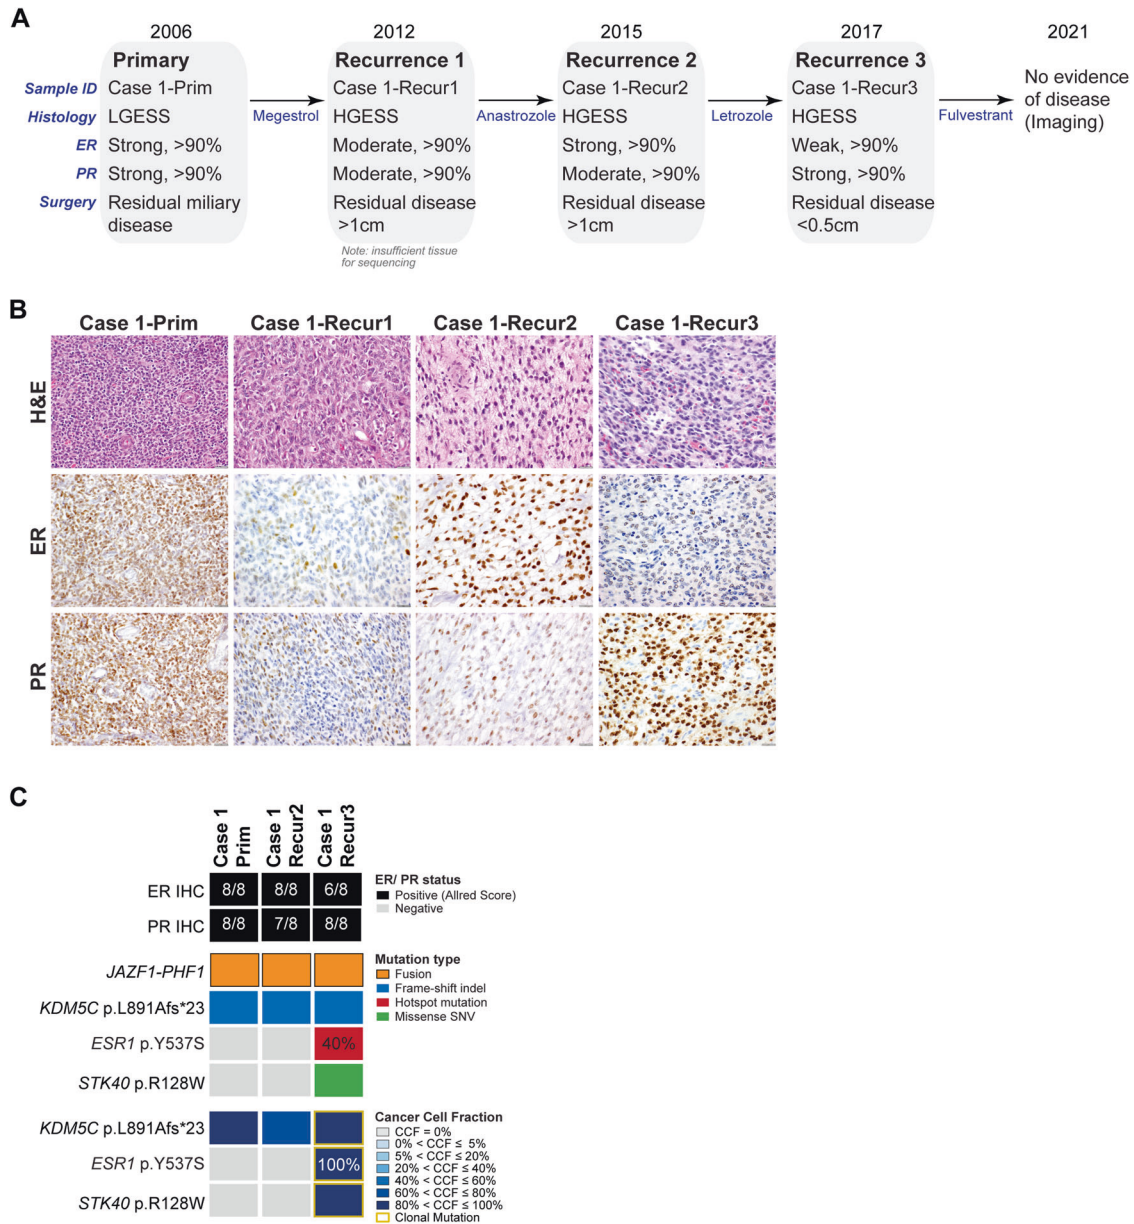 A
2006
2012
2015
2017
2021
Primary
Recurrence 1
Recurrence 2
Recurrence 3
Sample ID
Case 1-Prim
Case 1-Recur1
Case 1-Recur2
Case 1-Recur3
No evidence
of disease
(Imaging)
Megestrol
Anastrozole
Letrozole
Fulvestrant
Histology
LGESS
HGESS
HGESS
HGESS
ER
Strong, >90%
Moderate, >90%
Strong, >90%
Weak, >90%
PR
Strong, >90%
Moderate, >90%
Moderate, >90%
Strong, >90%
Surgery
Residual miliary
disease
Residual disease
>1cm
Residual disease
>1cm
Residual disease
<0.5cm
Note: insufficient tissue
for sequencing
B
Case 1-Prim
Case 1-Recur1
Case 1-Recur2
Case 1-Recur3
H&E
ER
PR
C
Case 1
Prim
Case 1
Recur2
Case 1
Recur3
ER IHC
8/8
8/8
6/8
PR IHC
8/8
7/8
8/8
ER/ PR status
Positive (Allred Score)
Negative
JAZF1-PHF1
KDM5C p.L891Afs*23
ESR1 p.Y537S
40%
STK40 p.R128W
Mutation type
Fusion
Frame-shift indel
Hotspot mutation
Missense SNV
KDM5C p.L891Afs*23
ESR1 p.Y537S
100%
STK40 p.R128W
Cancer Cell Fraction
CCF = 0%
0% < CCF ≤ 5%
5% < CCF ≤ 20%
20% < CCF ≤ 40%
40% < CCF ≤ 60%
60% < CCF ≤ 80%
80% < CCF ≤ 100%
Clonal Mutation